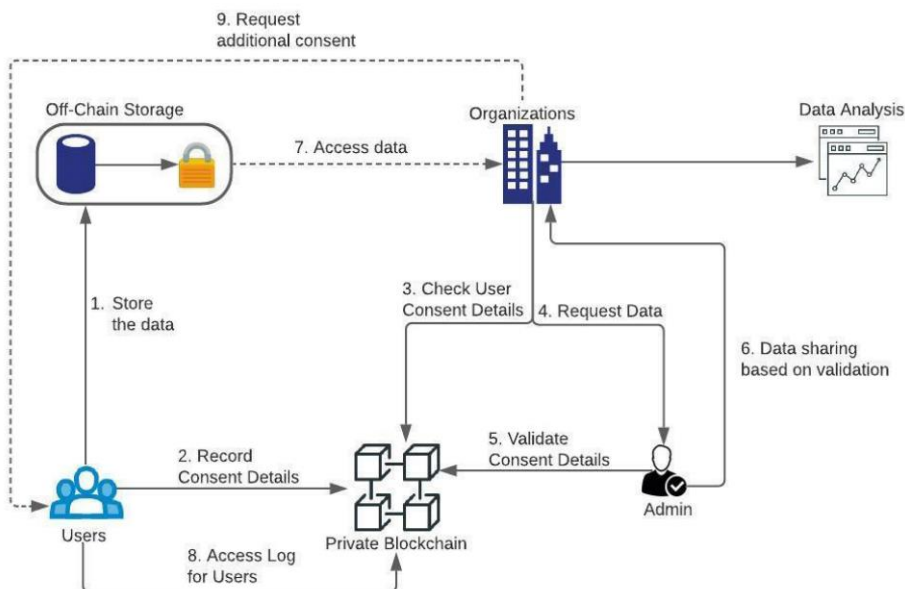 9. Request
additional consent
Off-Chain Storage
Organizations
Data Analysis
7. Access data
3. Check User
Consent Details
4. Request Data
1. Store
the data
6. Data sharing
based on validation
2. Record
Consent Details
5. Validate
Consent Details
Users
Private Blockchain
Admin
8. Access Log
for Users